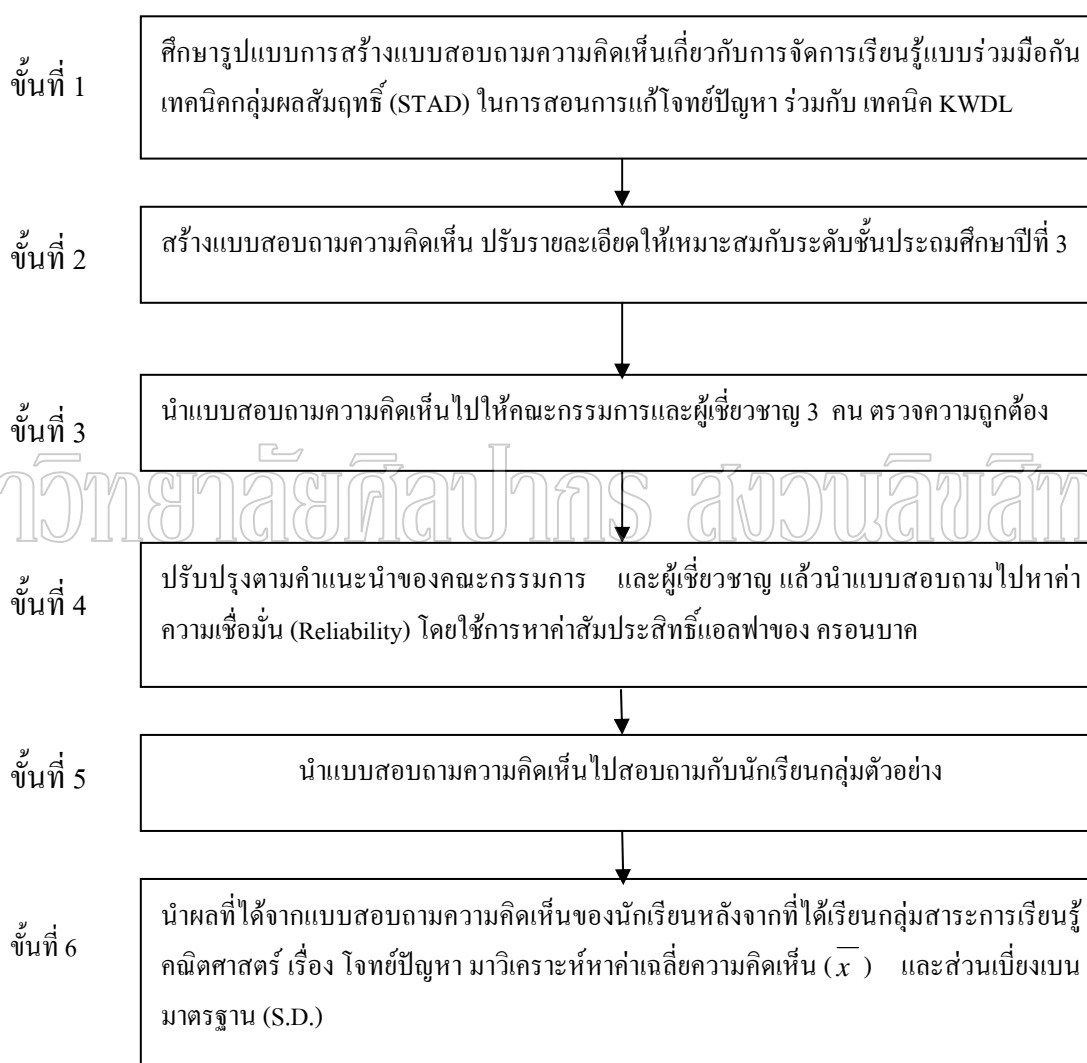 ขั้นที่ 1
ศึกษารูปแบบการสร้างแบบสอบถามความคิดเห็นเกี่ยวกับการจัดการเรียนรู้แบบร่วมมือกัน
เทคนิคกลุ่มผลสัมฤทธิ์ (STAD) ในการสอนการแก้โจทย์ปัญหา ร่วมกับ เทคนิค KWDL
ขั้นที่ 2
สร้างแบบสอบถามความคิดเห็น ปรับรายละเอียดให้เหมาะสมกับระดับชั้นประถมศึกษาปีที่ 3
ขั้นที่ 3
นำแบบสอบถามความคิดเห็นไปให้คณะกรรมการและผู้เชี่ยวชาญ 3 คน ตรวจความถูกต้อง
าวิทยาลัยศิลปากร สงวนลิขสิท
ขั้นที่ 4
ปรับปรุงตามคำแนะนำของคณะกรรมการ และผู้เชี่ยวชาญ แล้วนำแบบสอบถามไปหาค่า
ความเชื่อมั่น (Reliability) โดยใช้การหาค่าสัมประสิทธิ์แอลฟาของ ครอนบาค
ขั้นที่ 5
นำแบบสอบถามความคิดเห็นไปสอบถามกับนักเรียนกลุ่มตัวอย่าง
ขั้นที่ 6
นำผลที่ได้จากแบบสอบถามความคิดเห็นของนักเรียนหลังจากที่ได้เรียนกลุ่มสาระการเรียนรู้
คณิตศาสตร์ เรื่อง โจทย์ปัญหา มาวิเคราะห์หาค่าเฉลี่ยความคิดเห็น (x̄) และส่วนเบี่ยงเบน
มาตรฐาน (S.D.)